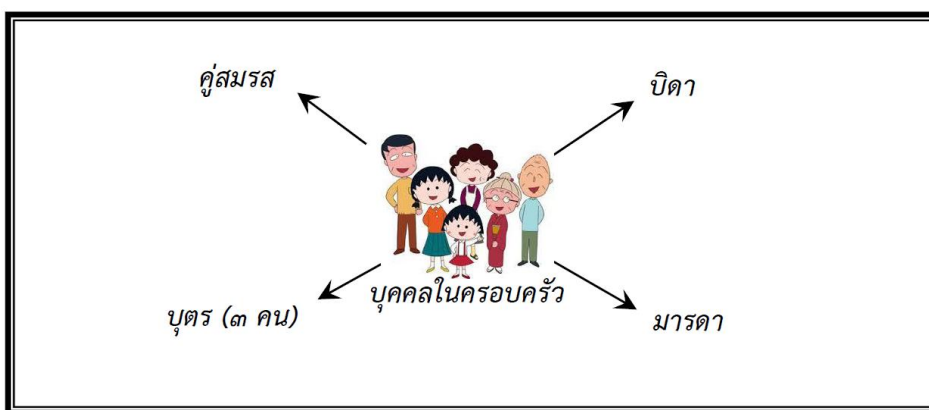 คู่สมรส
บิดา
บุคคลในครอบครัว
บุตร (๓ คน)
มารดา